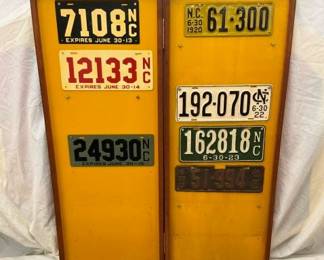 7108 NC
EXPIRES JUNE-30-13
12133 NC
EXPIRES JUNE-30-14
24930 NC
N.C. 6-30 1920 61-300
192-070 NC 6-30 22
162818 NC
6-30-23